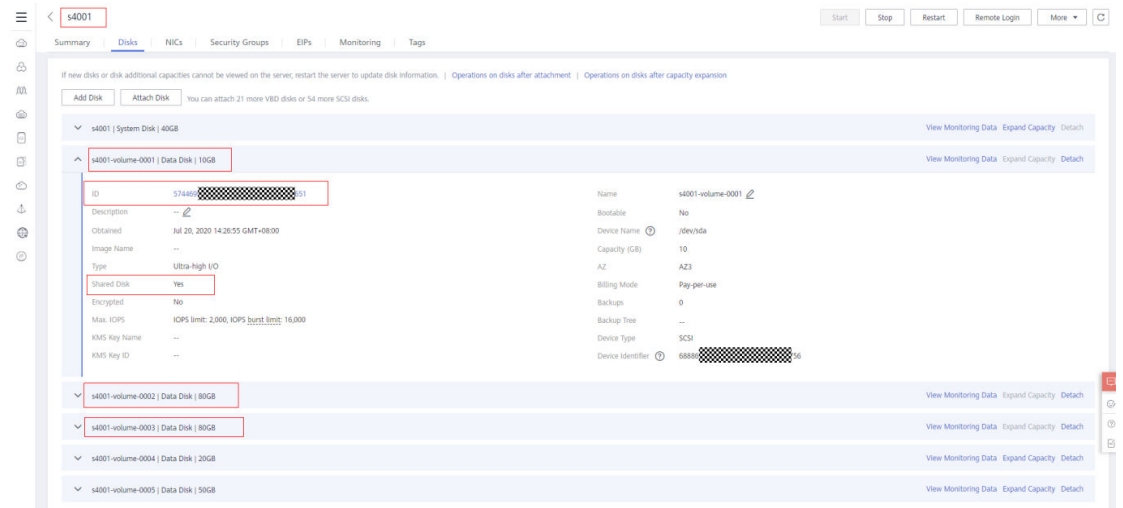 s4001 Start Stop Restart Remote Login More C
Summary Disks NICs Security Groups EIPs Monitoring Tags
If new disks or disk additional capacities cannot be viewed on the server, restart the server to update disk information. | Operations on disks after attachment | Operations on disks after capacity expansion
Add Disk Attach Disk You can attach 21 more VBD disks or 54 more SCSI disks.
s4001 | System Disk | 40GB View Monitoring Data Expand Capacity Detach
s4001-volume-0001 | Data Disk | 10GB View Monitoring Data Expand Capacity Detach
ID 574469 651 Name s4001-volume-0001
Description -- Bootable No
Obtained Jul 20, 2020 14:26:55 GMT+08:00 Device Name ? /dev/sda
Image Name -- Capacity (GB) 10
Type Ultra-high I/O AZ AZ3
Shared Disk Yes Billing Mode Pay-per-use
Encrypted No Backups 0
Max. IOPS IOPS limit: 2,000, IOPS burst limit: 16,000 Backup Tree --
KMS Key Name -- Device Type SCSI
KMS Key ID -- Device Identifier ? 68886 56
s4001-volume-0002 | Data Disk | 80GB View Monitoring Data Expand Capacity Detach
s4001-volume-0003 | Data Disk | 80GB View Monitoring Data Expand Capacity Detach
s4001-volume-0004 | Data Disk | 20GB View Monitoring Data Expand Capacity Detach
s4001-volume-0005 | Data Disk | 50GB View Monitoring Data Expand Capacity Detach